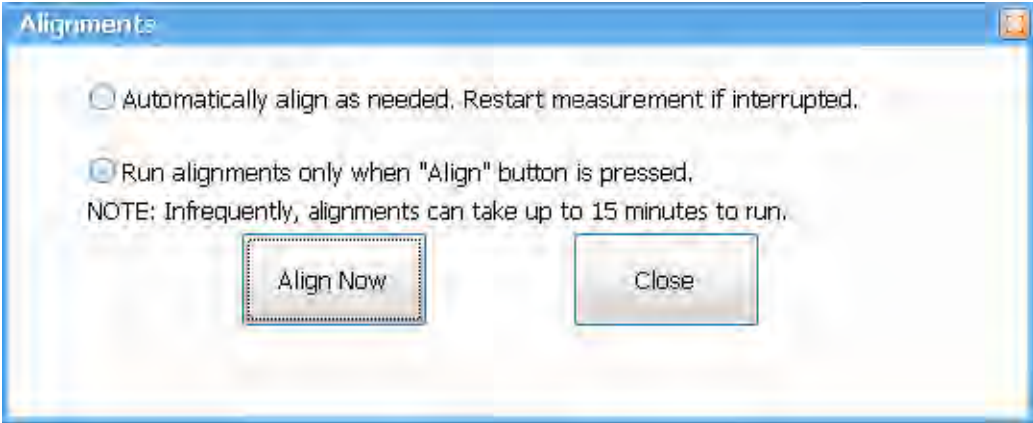 Alignments
Automatically align as needed. Restart measurement if interrupted.
Run alignments only when "Align" button is pressed.
NOTE: Infrequently, alignments can take up to 15 minutes to run.
Align Now
Close